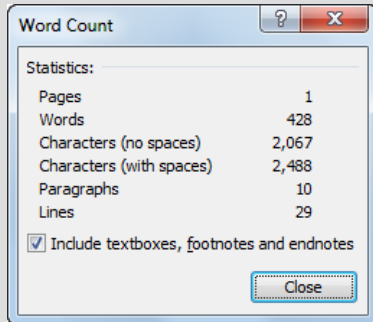 Word Count
Statistics:
Pages 1
Words 428
Characters (no spaces) 2,067
Characters (with spaces) 2,488
Paragraphs 10
Lines 29
Include textboxes, footnotes and endnotes
Close